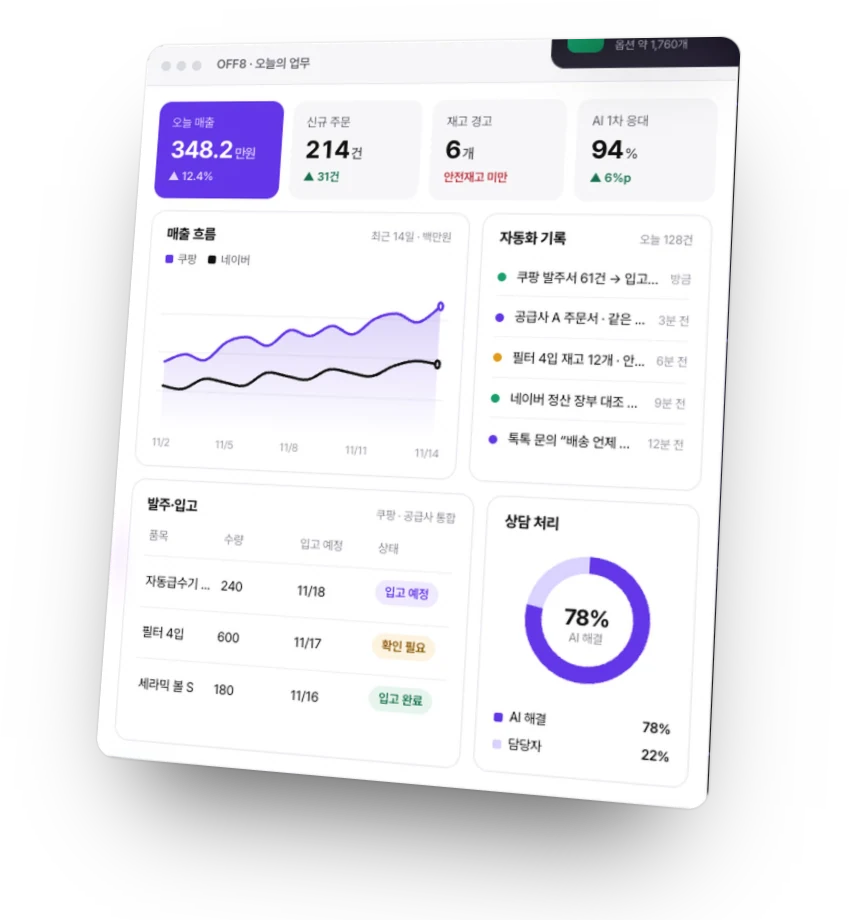 OFF8 · 오늘의 업무
옵션 약 1,760개
오늘 매출
348.2만원
▲ 12.4%
신규 주문
214건
▲ 31건
재고 경고
6개
안전재고 미만
AI 1차 응대
94%
▲ 6%p
매출 흐름
최근 14일 · 백만원
쿠팡 네이버
11/2 11/5 11/8 11/11 11/14
자동화 기록
오늘 128건
쿠팡 발주서 61건 → 입고... 방금
공급사 A 주문서 · 같은 ... 3분 전
필터 4입 재고 12개 · 안... 6분 전
네이버 정산 장부 대조 ... 9분 전
톡톡 문의 “배송 언제 ... 12분 전
발주·입고
쿠팡 · 공급사 통합
품목 수량 입고 예정 상태
자동급수기 ... 240 11/18 입고 예정
필터 4입 600 11/17 확인 필요
세라믹 볼 S 180 11/16 입고 완료
상담 처리
78%
AI 해결
AI 해결 78%
담당자 22%